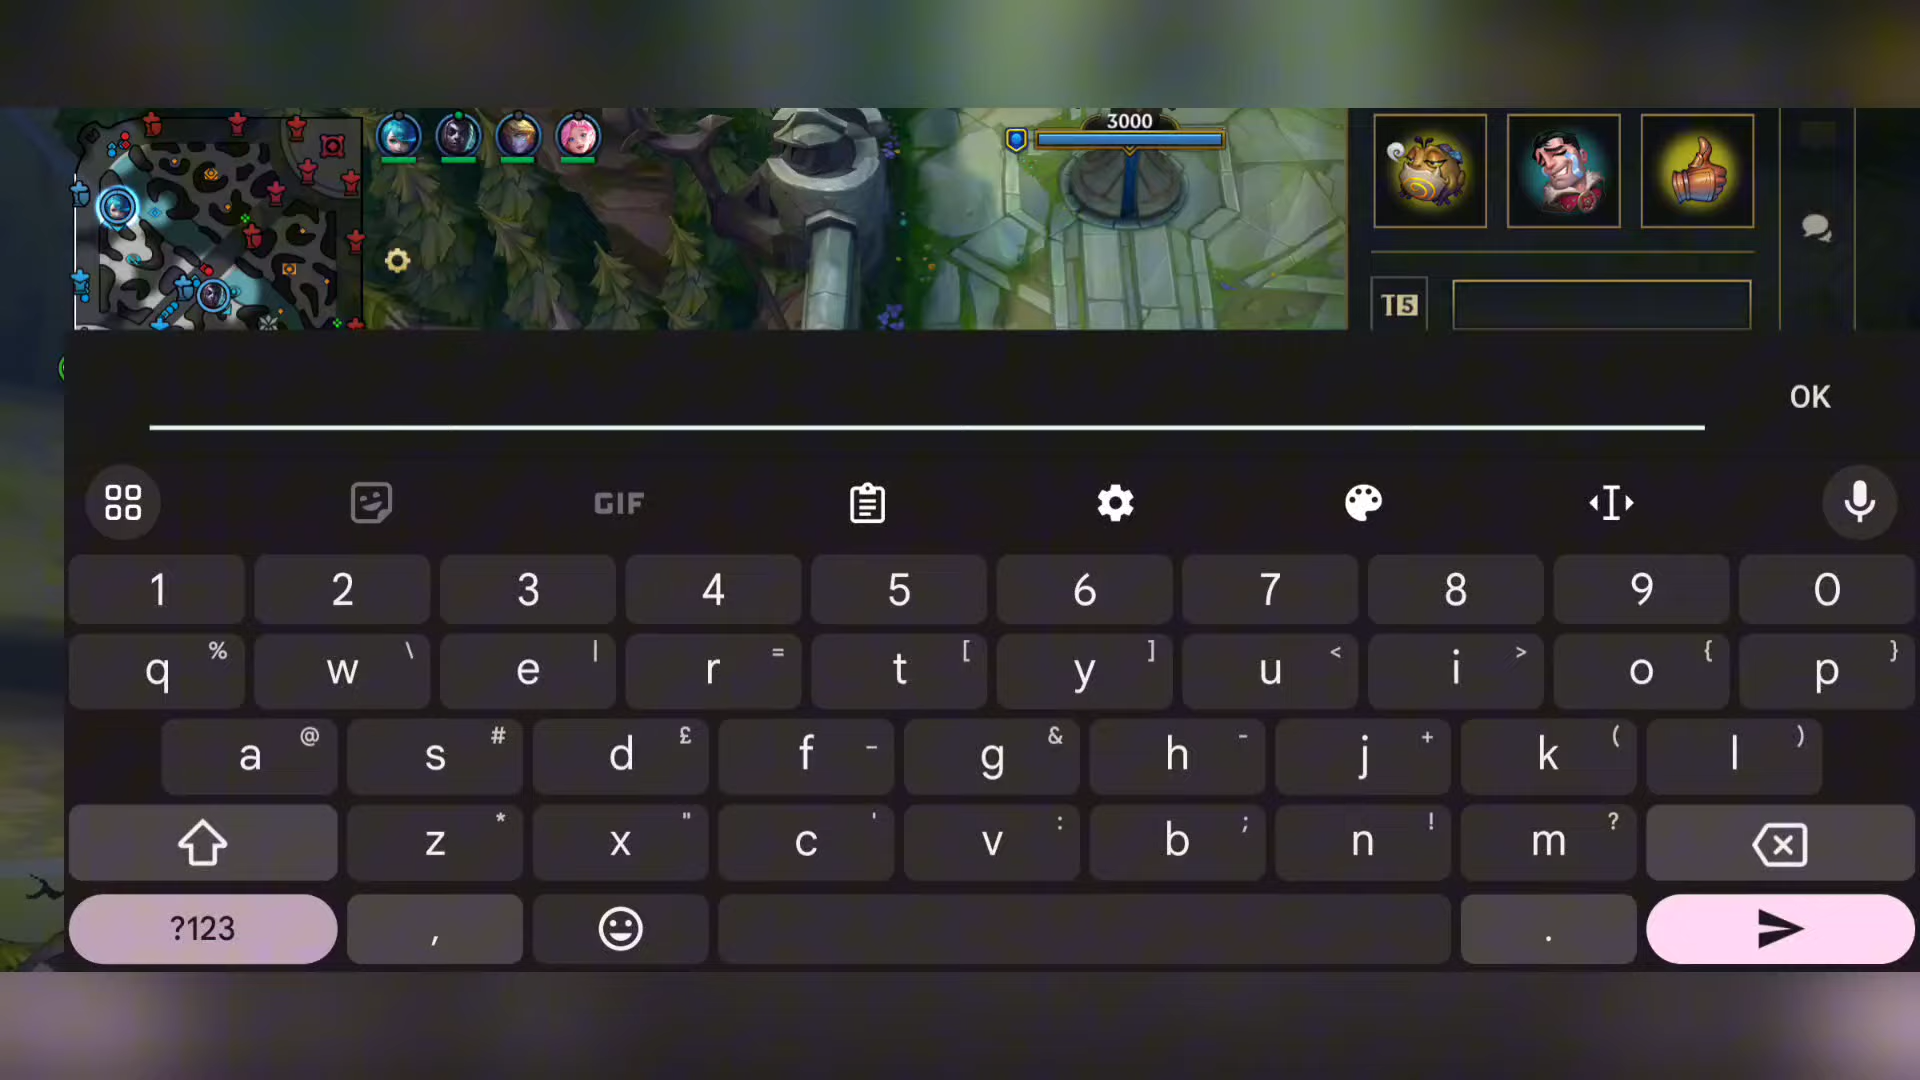 3000
T5
OK
GIF
1 2 3 4 5 6 7 8 9 0
q % w \ e | r = t [ y ] u < i > o { p }
a @ s # d £ f _ g & h - j + k ( l )
z * x " c ' v : b ; n ! m ?
?123 , .